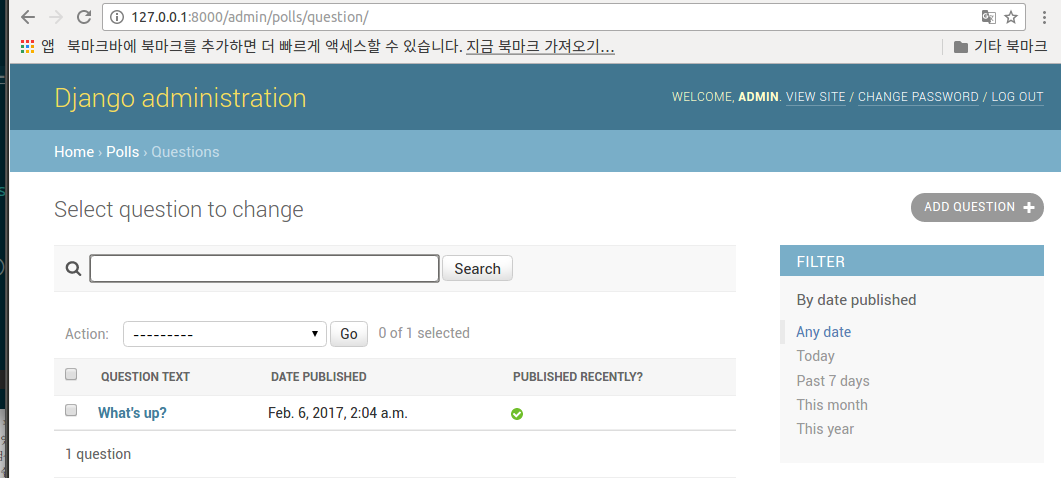 127.0.0.1:8000/admin/polls/question/
앱 북마크바에 북마크를 추가하면 더 빠르게 액세스할 수 있습니다. 지금 북마크 가져오기... 기타 북마크
Django administration
WELCOME, ADMIN. VIEW SITE / CHANGE PASSWORD / LOG OUT
Home › Polls › Questions
Select question to change
ADD QUESTION +
Search
Action: --------- Go 0 of 1 selected
QUESTION TEXT DATE PUBLISHED PUBLISHED RECENTLY?
What's up? Feb. 6, 2017, 2:04 a.m.
1 question
FILTER
By date published
Any date
Today
Past 7 days
This month
This year